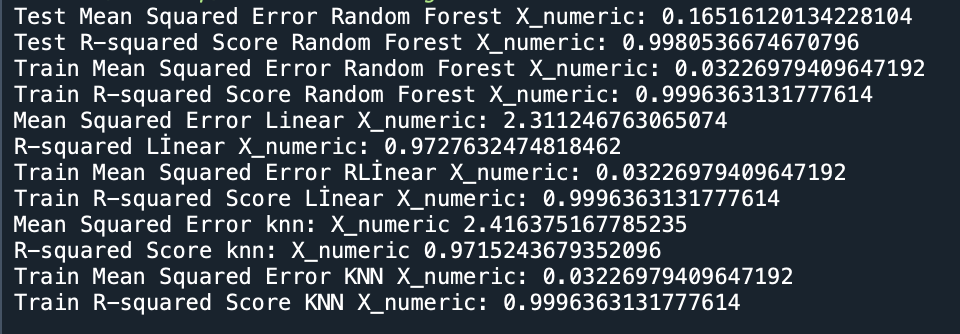 Test Mean Squared Error Random Forest X_numeric: 0.16516120134228104
Test R-squared Score Random Forest X_numeric: 0.9980536674670796
Train Mean Squared Error Random Forest X_numeric: 0.03226979409647192
Train R-squared Score Random Forest X_numeric: 0.9996363131777614
Mean Squared Error Linear X_numeric: 2.311246763065074
R-squared Lİnear X_numeric: 0.9727632474818462
Train Mean Squared Error RLİnear X_numeric: 0.03226979409647192
Train R-squared Score Lİnear X_numeric: 0.9996363131777614
Mean Squared Error knn: X_numeric 2.416375167785235
R-squared Score knn: X_numeric 0.9715243679352096
Train Mean Squared Error KNN X_numeric: 0.03226979409647192
Train R-squared Score KNN X_numeric: 0.9996363131777614